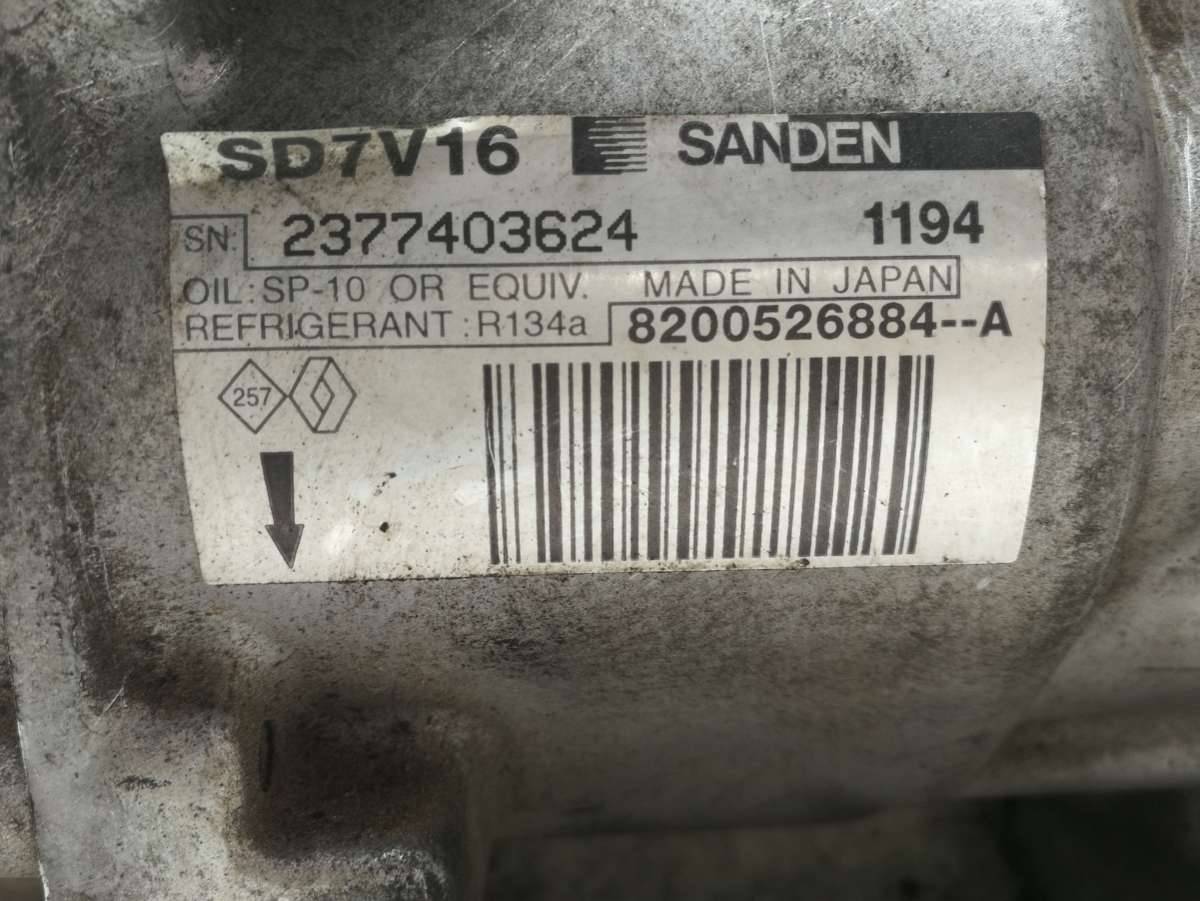 SD7V16 SANDEN
SN: 2377403624 1194
OIL: SP-10 OR EQUIV. MADE IN JAPAN
REFRIGERANT : R134a 8200526884--A
257